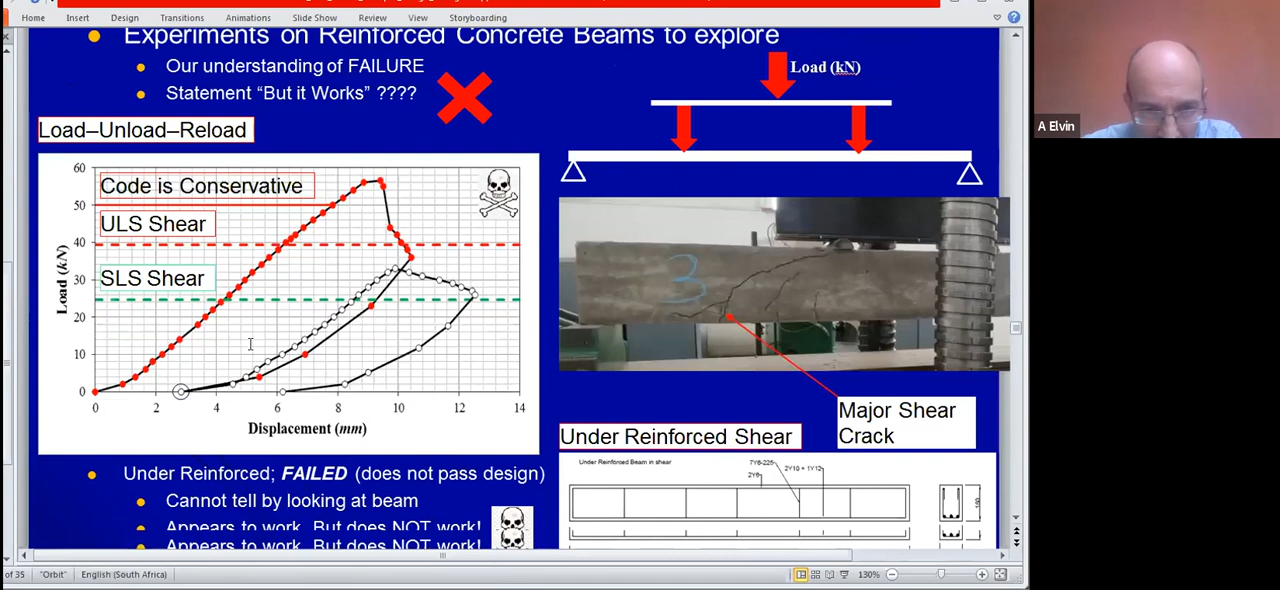 Home Insert Design Transitions Animations Slide Show Review View Storyboarding
Experiments on Reinforced Concrete Beams to explore
Our understanding of FAILURE
Statement “But it Works” ????
Load (kN)
A Elvin
Load–Unload–Reload
60
Code is Conservative
50
ULS Shear
40
SLS Shear
30
20
10
0
Load (kN)
0 2 4 6 8 10 12 14
Displacement (mm)
3
Major Shear
Crack
Under Reinforced Shear
Under Reinforced Beam in shear
7Y6-225
2Y10 + 1Y12
2Y6
Under Reinforced; FAILED (does not pass design)
Cannot tell by looking at beam
Appears to work. But does NOT work!
Appears to work. But does NOT work!
of 35 "Orbit" English (South Africa) 130%